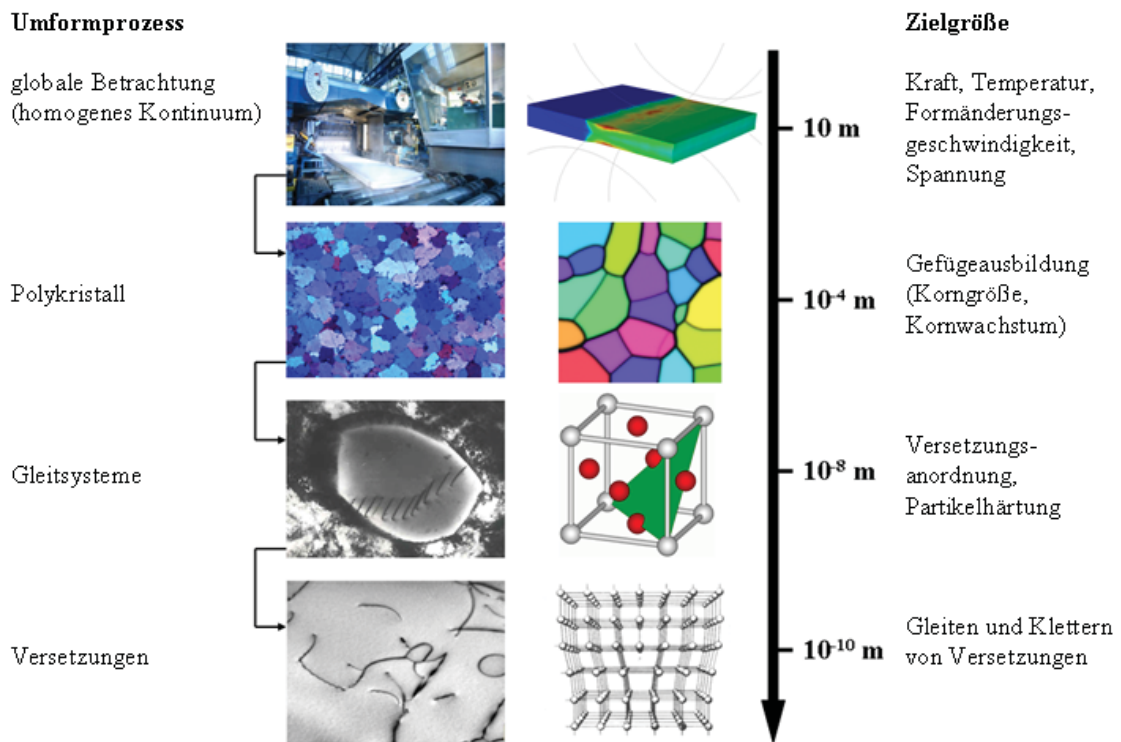 Umformprozess
Zielgröße
globale Betrachtung
(homogenes Kontinuum)
10 m
Kraft, Temperatur,
Formänderungs-
geschwindigkeit,
Spannung
Polykristall
10⁻⁴ m
Gefügeausbildung
(Korngröße,
Kornwachstum)
Gleitsysteme
10⁻⁸ m
Versetzungs-
anordnung,
Partikelhärtung
Versetzungen
10⁻¹⁰ m
Gleiten und Klettern
von Versetzungen